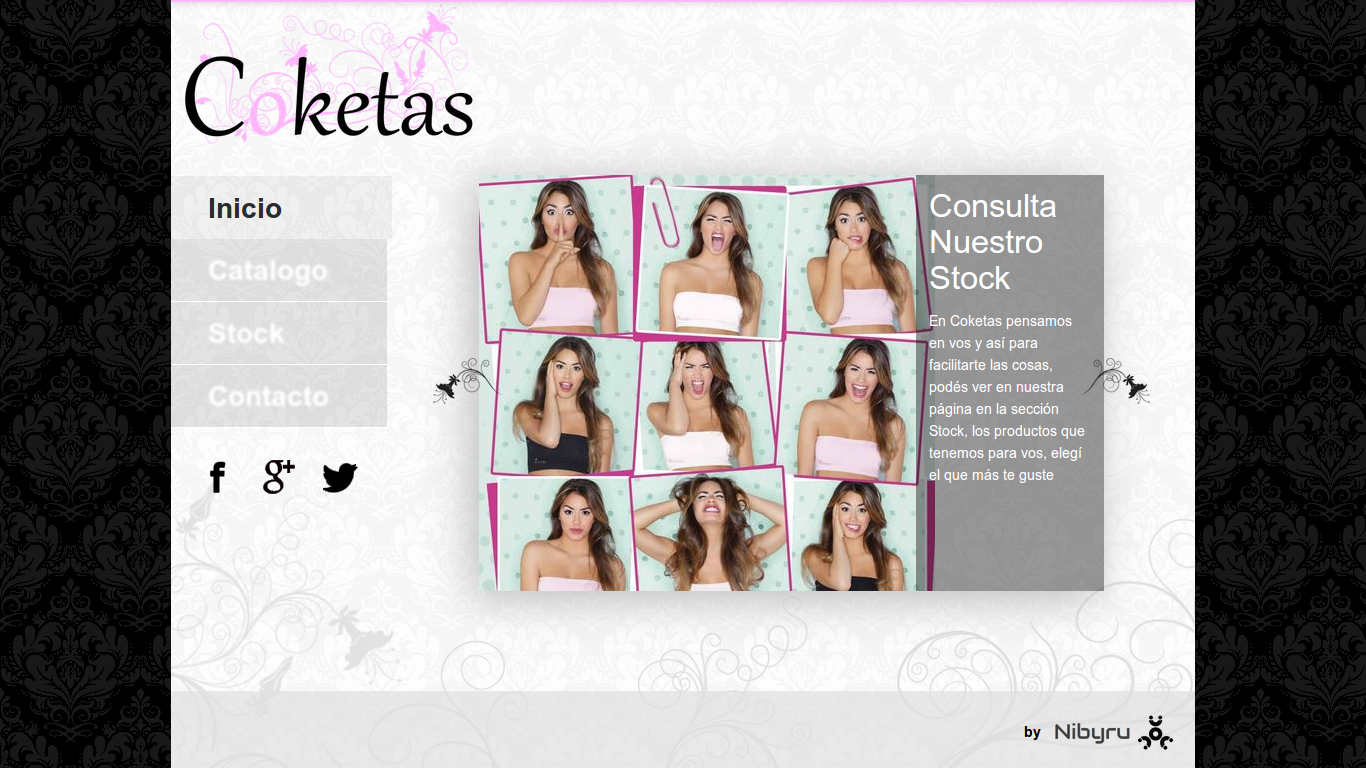 Coketas
Inicio
Catalogo
Stock
Contacto
f
g+
Consulta
Nuestro
Stock
En Coketas pensamos
en vos y así para
facilitarte las cosas,
podés ver en nuestra
página en la sección
Stock, los productos que
tenemos para vos, elegí
el que más te guste
by Nibyru